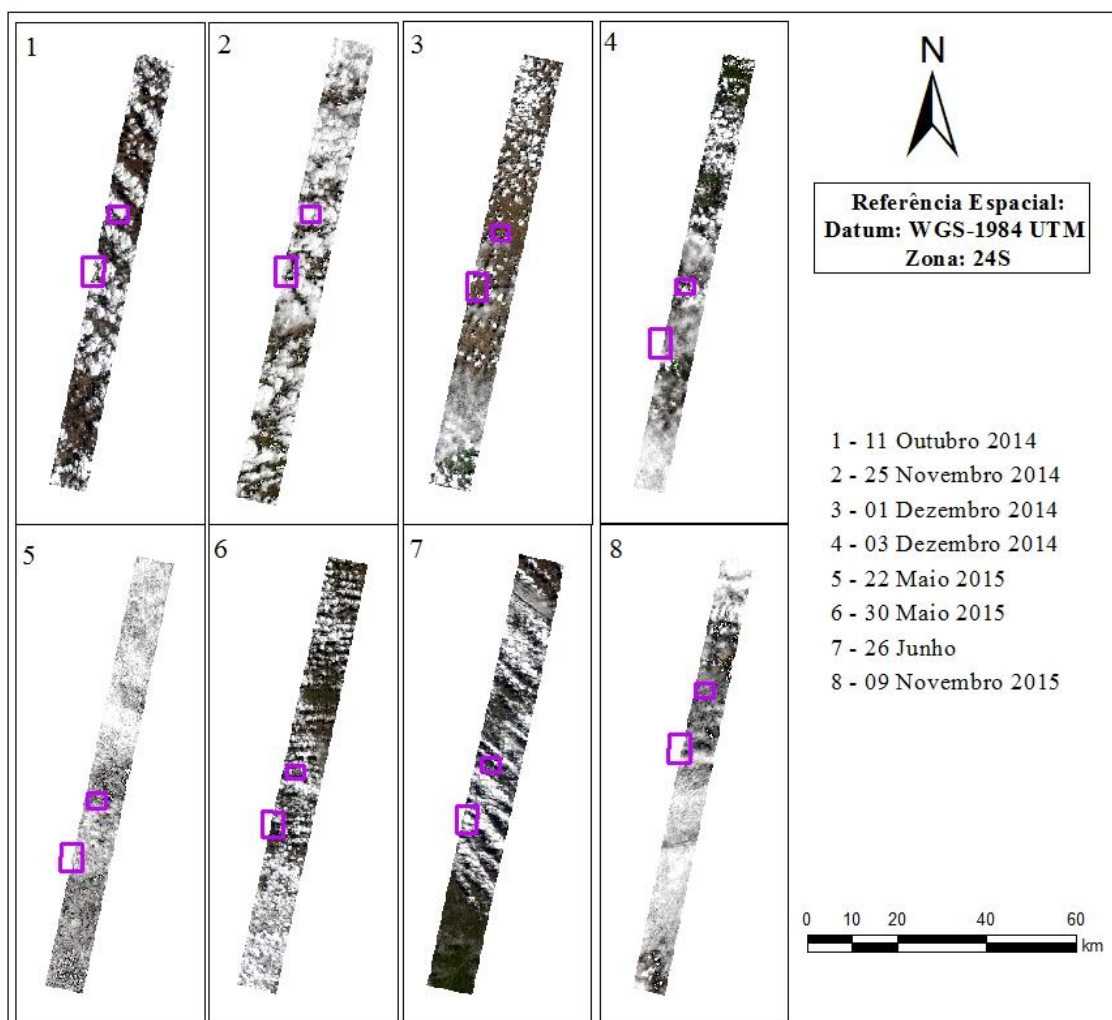 1
2
3
4
N
Referência Espacial:
Datum: WGS-1984 UTM
Zona: 24S
1 - 11 Outubro 2014
2 - 25 Novembro 2014
3 - 01 Dezembro 2014
4 - 03 Dezembro 2014
5 - 22 Maio 2015
6 - 30 Maio 2015
7 - 26 Junho
8 - 09 Novembro 2015
5
6
7
8
0 10 20 40 60
km